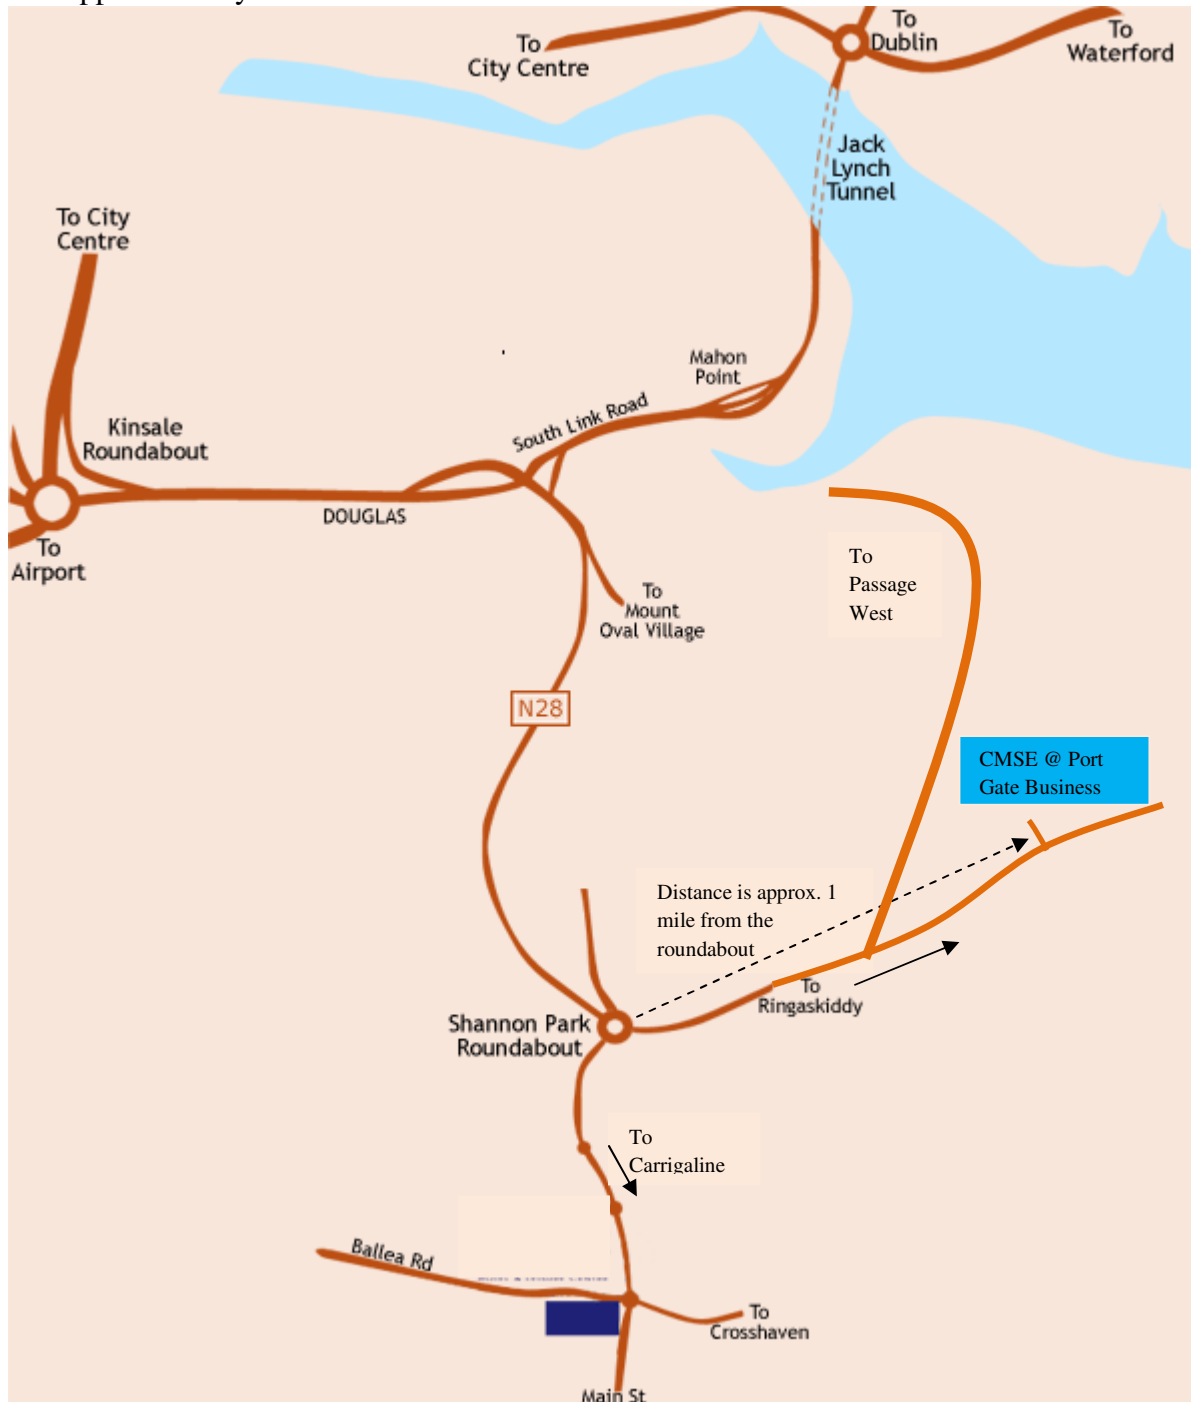 To
Dublin
To
City Centre
To
Waterford
Jack
Lynch
Tunnel
To City
Centre
Mahon
Point
South Link Road
Kinsale
Roundabout
DOUGLAS
To
Airport
To
Passage
West
To
Mount
Oval Village
N28
CMSE @ Port
Gate Business
Distance is approx. 1
mile from the
roundabout
To
Ringaskiddy
Shannon Park
Roundabout
To
Carrigaline
Ballea Rd
To
Crosshaven
Main St